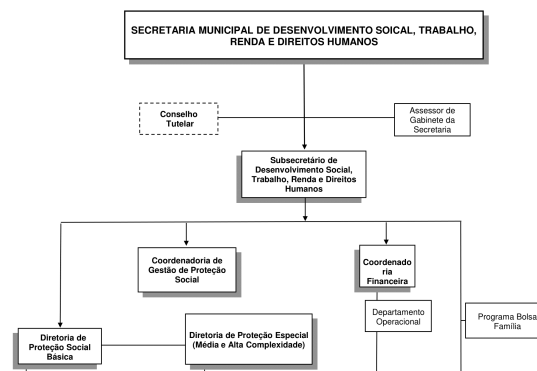 SECRETARIA MUNICIPAL DE DESENVOLVIMENTO SOICAL, TRABALHO,
RENDA E DIREITOS HUMANOS
Conselho
Tutelar
Assessor de
Gabinete da
Secretaria
Subsecretário de
Desenvolvimento Social,
Trabalho, Renda e Direitos
Humanos
Coordenadoria de
Gestão de Proteção
Social
Coordenado
ria
Financeira
Departamento
Operacional
Programa Bolsa
Família
Diretoria de
Proteção Social
Básica
Diretoria de Proteção Especial
(Média e Alta Complexidade)